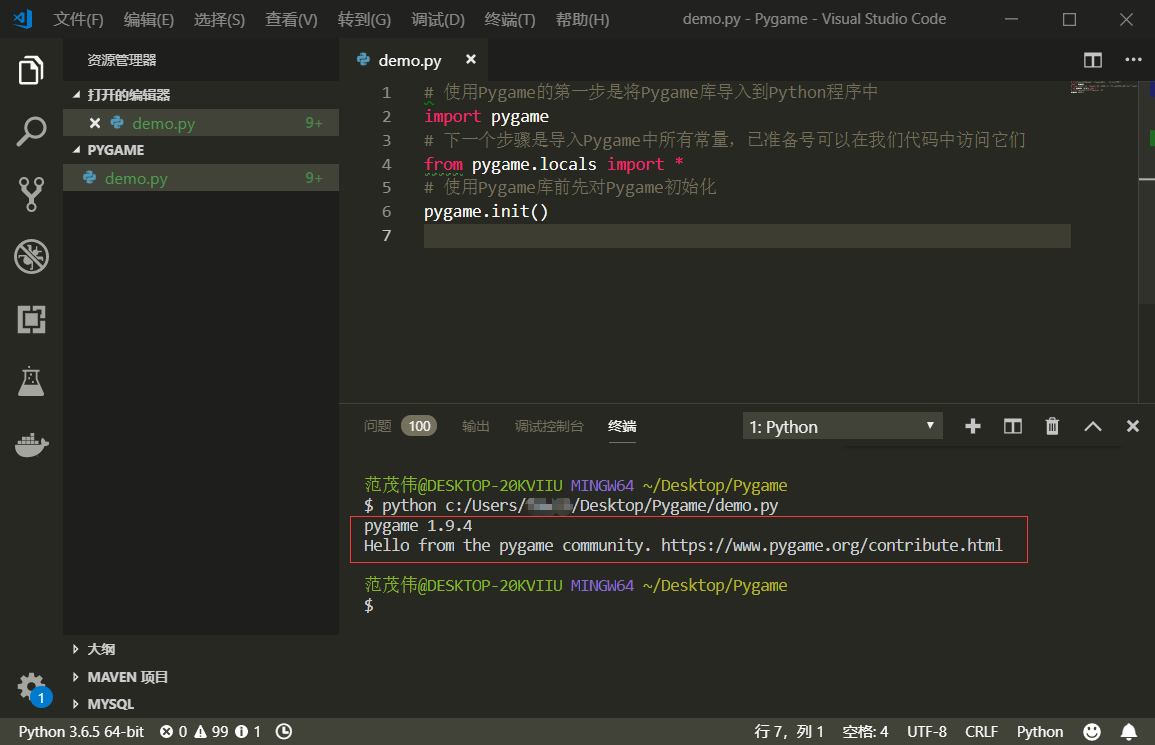 文件(F) 编辑(E) 选择(S) 查看(V) 转到(G) 调试(D) 终端(T) 帮助(H) demo.py - Pygame - Visual Studio Code
资源管理器
打开的编辑器
demo.py 9+
PYGAME
demo.py 9+
大纲
MAVEN 项目
MYSQL
1
demo.py
1 # 使用Pygame的第一步是将Pygame库导入到Python程序中
2 import pygame
3 # 下一个步骤是导入Pygame中所有常量，已准备号可以在我们代码中访问它们
4 from pygame.locals import *
5 # 使用Pygame库前先对Pygame初始化
6 pygame.init()
7
问题 100 输出 调试控制台 终端 1: Python
范茂伟@DESKTOP-20KVIIU MINGW64 ~/Desktop/Pygame
$ python c:/Users/ /Desktop/Pygame/demo.py
pygame 1.9.4
Hello from the pygame community. https://www.pygame.org/contribute.html
范茂伟@DESKTOP-20KVIIU MINGW64 ~/Desktop/Pygame
$
Python 3.6.5 64-bit 0 99 1 行 7，列 1 空格: 4 UTF-8 CRLF Python